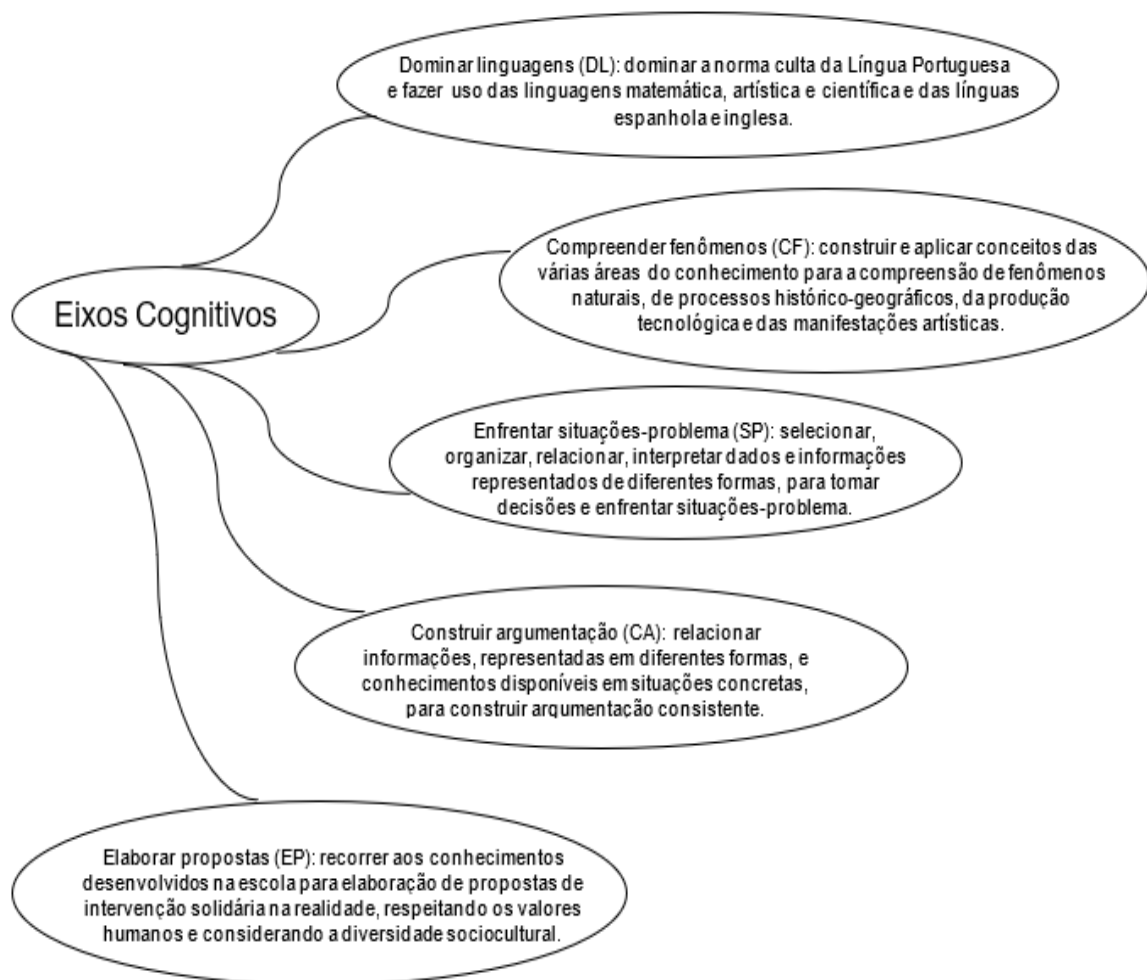 Dominar linguagens (DL): dominar a norma culta da Língua Portuguesa
e fazer uso das linguagens matemática, artística e científica e das línguas
espanhola e inglesa.
Compreender fenômenos (CF): construir e aplicar conceitos das
várias áreas do conhecimento para a compreensão de fenômenos
naturais, de processos histórico-geográficos, da produção
tecnológica e das manifestações artísticas.
Eixos Cognitivos
Enfrentar situações-problema (SP): selecionar,
organizar, relacionar, interpretar dados e informações
representados de diferentes formas, para tomar
decisões e enfrentar situações-problema.
Construir argumentação (CA): relacionar
informações, representadas em diferentes formas, e
conhecimentos disponíveis em situações concretas,
para construir argumentação consistente.
Elaborar propostas (EP): recorrer aos conhecimentos
desenvolvidos na escola para elaboração de propostas de
intervenção solidária na realidade, respeitando os valores
humanos e considerando a diversidade sociocultural.